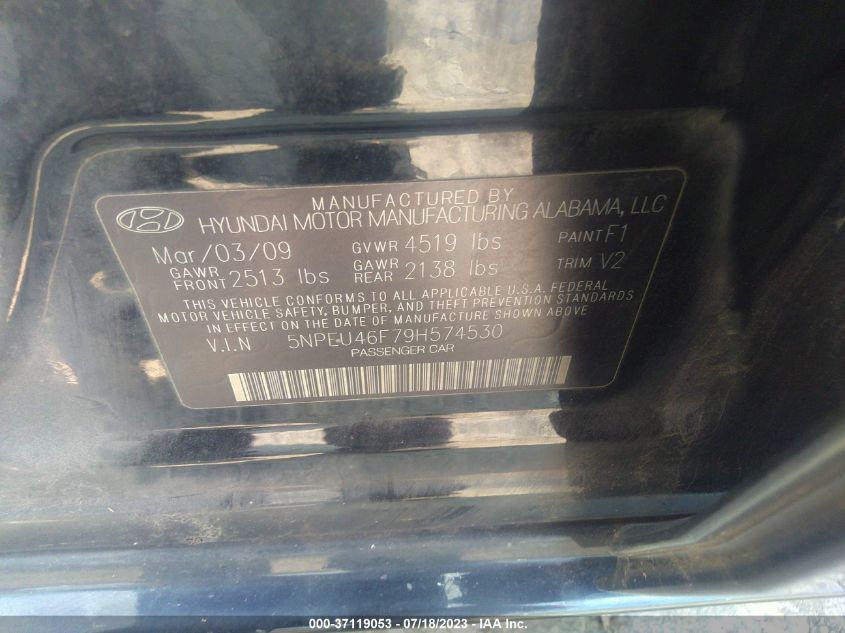 MANUFACTURED BY
HYUNDAI MOTOR MANUFACTURING ALABAMA, LLC
Mar/03/09 GVWR 4519 lbs PAINT F1
GAWR FRONT 2513 lbs GAWR REAR 2138 lbs TRIM V2
THIS VEHICLE CONFORMS TO ALL APPLICABLE U.S.A. FEDERAL
MOTOR VEHICLE SAFETY, BUMPER, AND THEFT PREVENTION STANDARDS
IN EFFECT ON THE DATE OF MANUFACTURE SHOWN ABOVE
V.I.N 5NPEU46F79H574530
PASSENGER CAR
000-37119053 - 07/18/2023 - IAA Inc.